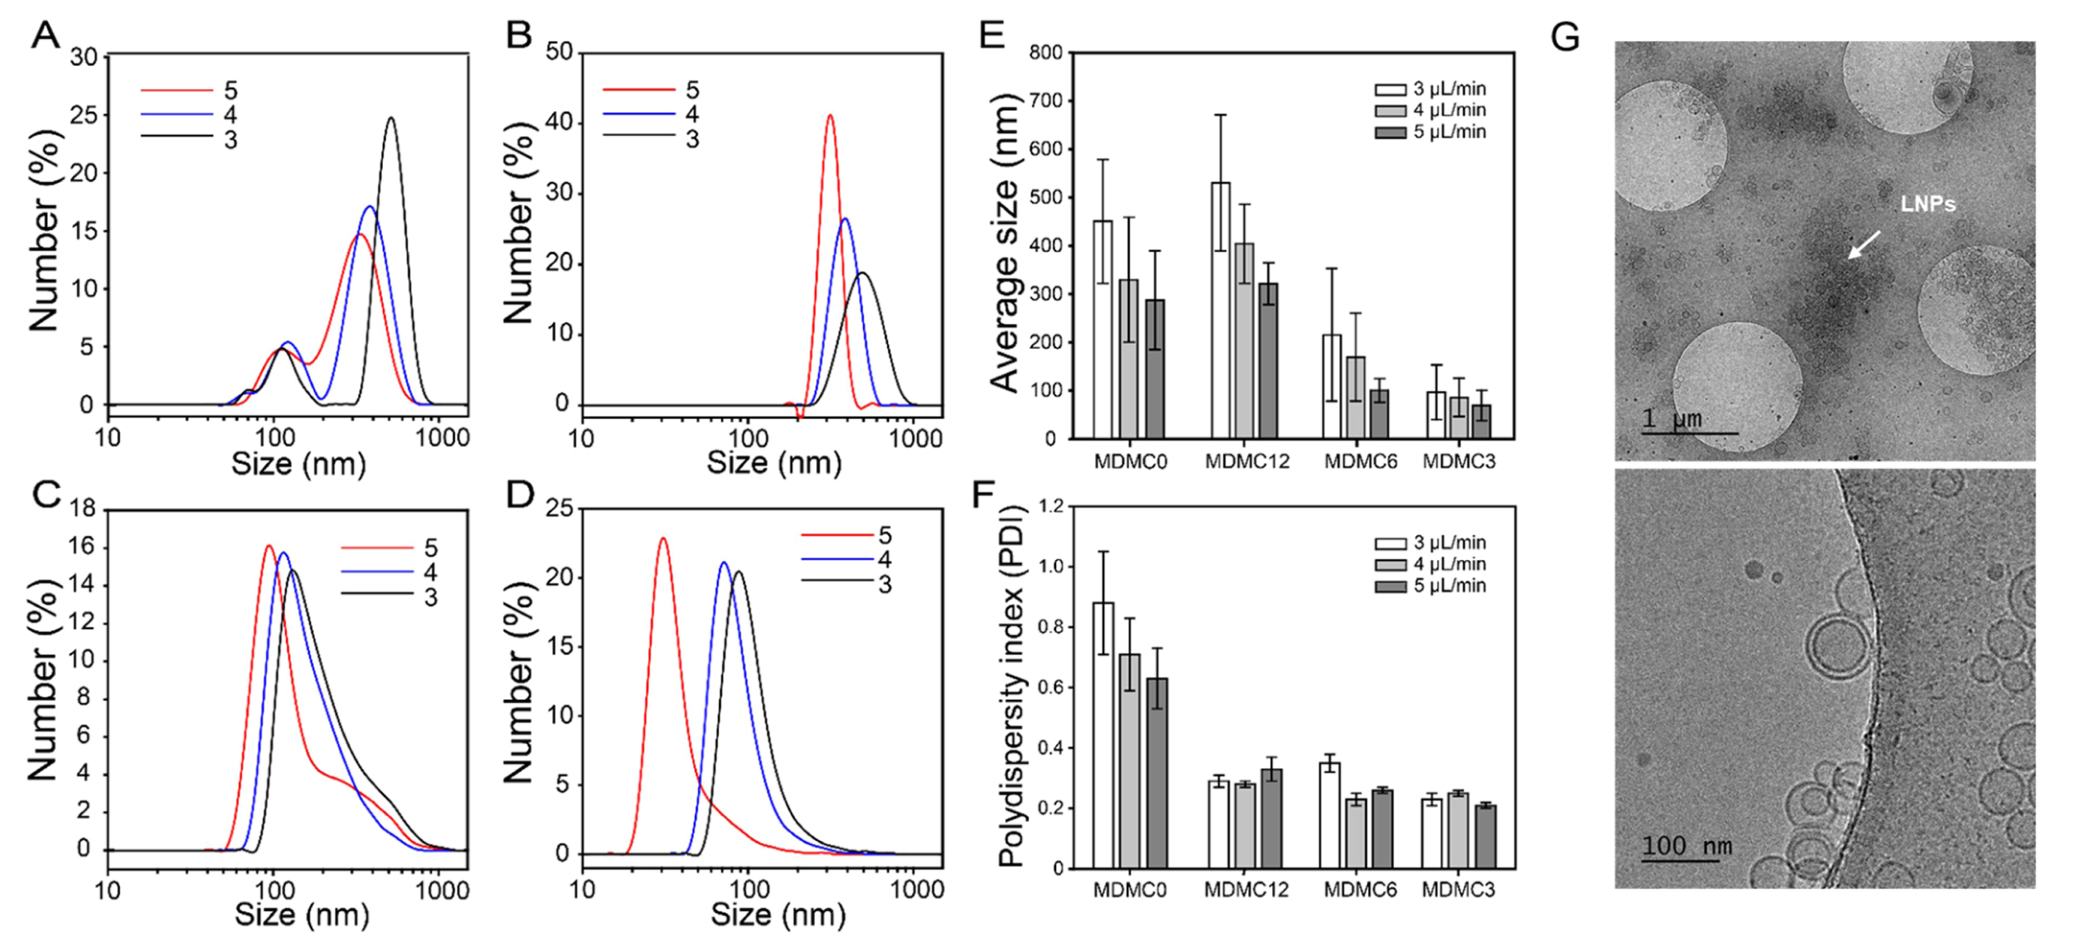 A
Number (%)
30
25
20
15
10
5
0
5
4
3
10
100
1000
Size (nm)
B
Number (%)
50
40
30
20
10
0
5
4
3
10
100
1000
Size (nm)
C
Number (%)
18
16
14
12
10
8
6
4
2
0
5
4
3
10
100
1000
Size (nm)
D
Number (%)
25
20
15
10
5
0
5
4
3
10
100
1000
Size (nm)
E
Average size (nm)
800
700
600
500
400
300
200
100
0
3 µL/min
4 µL/min
5 µL/min
MDMC0 MDMC12 MDMC6 MDMC3
F
Polydispersity index (PDI)
1.2
1.0
0.8
0.6
0.4
0.2
0
3 µL/min
4 µL/min
5 µL/min
MDMC0 MDMC12 MDMC6 MDMC3
G
LNPs
1 µm
100 nm